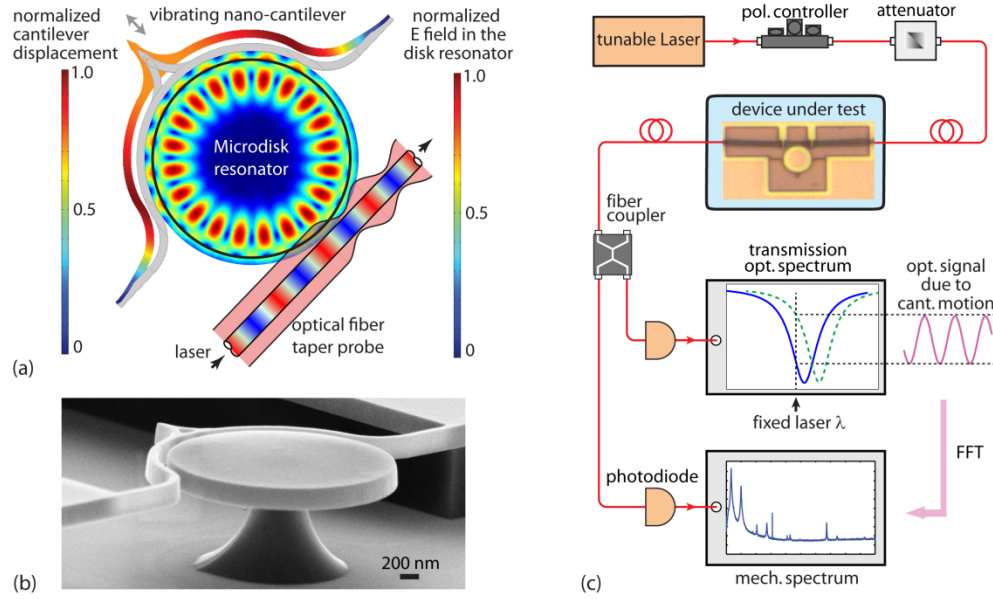 (a)
normalized
cantilever
displacement
vibrating nano-cantilever
normalized
E field in the
disk resonator
1.0
0.5
0
1.0
0.5
0
Microdisk
resonator
optical fiber
taper probe
laser
(b)
200 nm
(c)
tunable Laser
pol. controller
attenuator
device under test
fiber
coupler
transmission
opt. spectrum
opt. signal
due to
cant. motion
fixed laser λ
FFT
photodiode
mech. spectrum